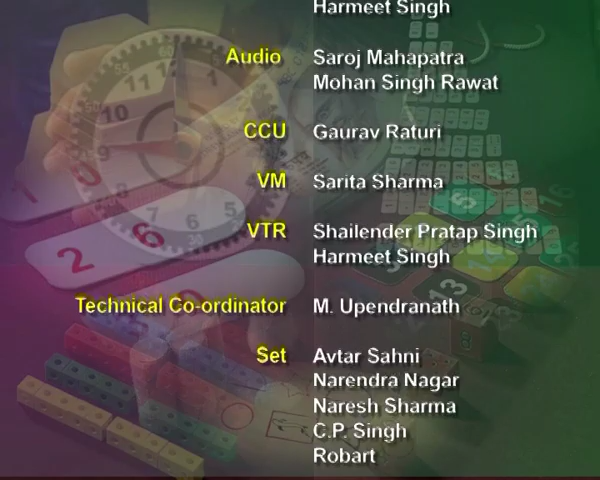 Harmeet Singh
Audio Saroj Mahapatra
Mohan Singh Rawat
CCU Gaurav Raturi
VM Sarita Sharma
VTR Shailender Pratap Singh
Harmeet Singh
Technical Co-ordinator M. Upendranath
Set Avtar Sahni
Narendra Nagar
Naresh Sharma
C.P. Singh
Robart